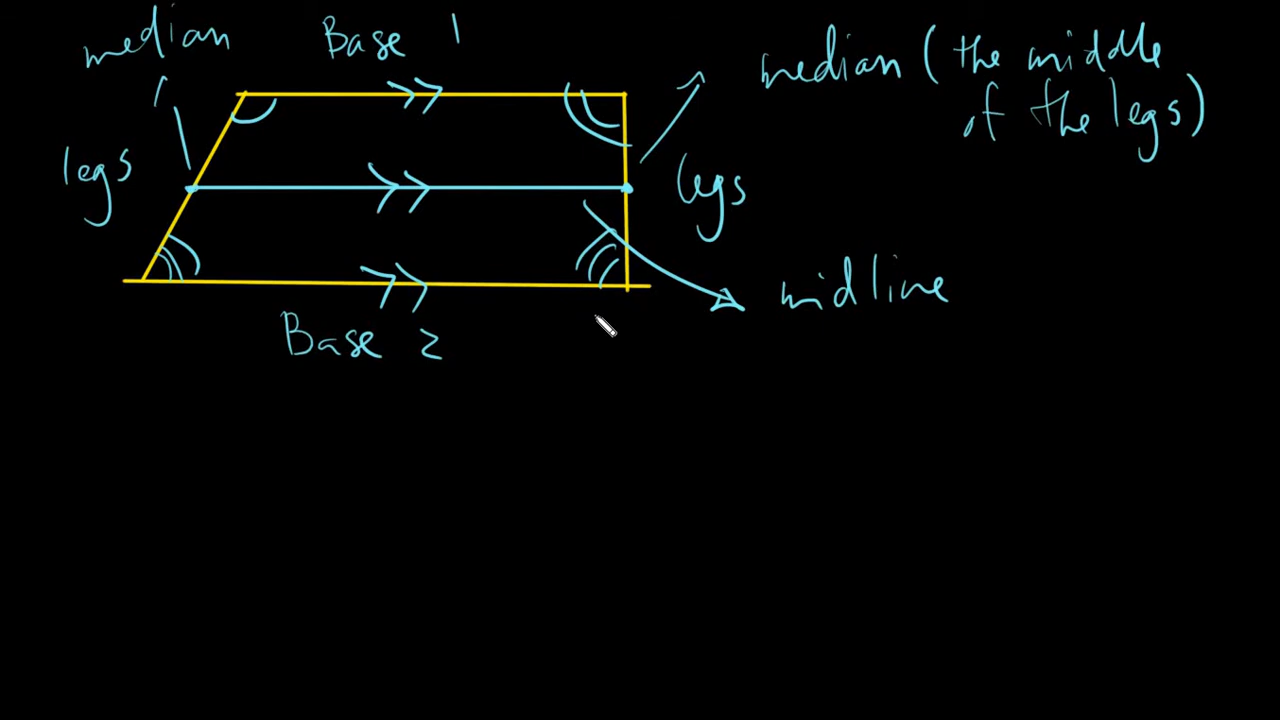 median
Base 1
median (the middle
of the legs)
legs
legs
midline
Base 2